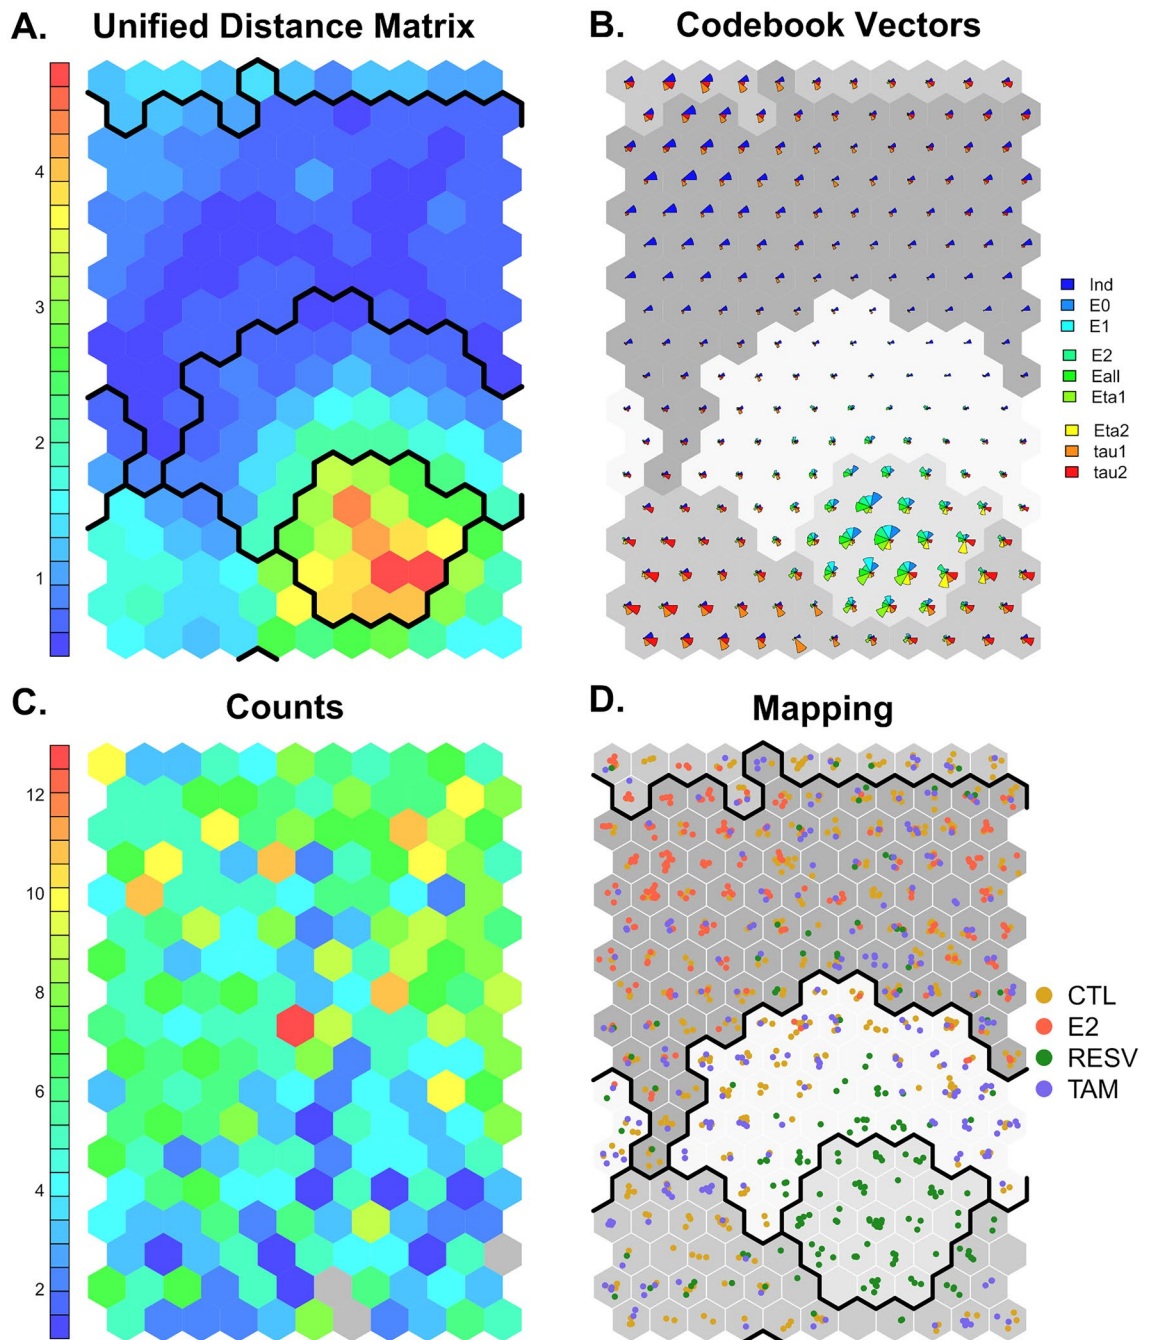 A. Unified Distance Matrix
4
3
2
1
B. Codebook Vectors
Ind
E0
E1
E2
Eall
Eta1
Eta2
tau1
tau2
C. Counts
12
10
8
6
4
2
D. Mapping
CTL
E2
RESV
TAM